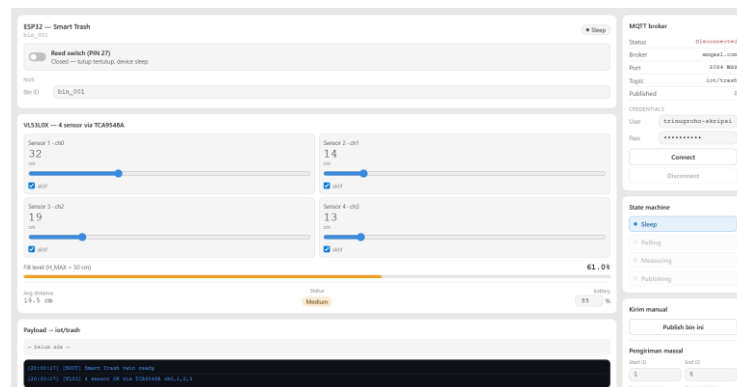 ESP32 — Smart Trash
bin_001
Sleep
Reed switch (PIN 27)
Closed — tutup tertutup, device sleep
NVS
Bin ID
bin_001
VL53L0X — 4 sensor via TCA9548A
Sensor 1 - ch0
32
cm
aktif
Sensor 2 - ch1
14
cm
aktif
Sensor 3 - ch2
19
cm
aktif
Sensor 4 - ch3
13
cm
aktif
Fill level (H_MAX = 50 cm)
61.0%
Avg distance
19.5 cm
Status
Medium
Battery
85 %
Payload → iot/trash
— belum ada —
[20:00:17] [BOOT] Smart Trash twin ready
[20:00:17] [VL53] 4 sensor OK via TCA9548A ch0,1,2,3
MQTT broker
Status
Disconnected
Broker
Port
Topic
iot/trash
Published
0
CREDENTIALS
User
trinugroho-skripsi
Pass
Connect
Disconnect
State machine
Sleep
Polling
Measuring
Publishing
Kirim manual
Publish bin ini
Pengiriman massal
Start ID
End ID
1
5